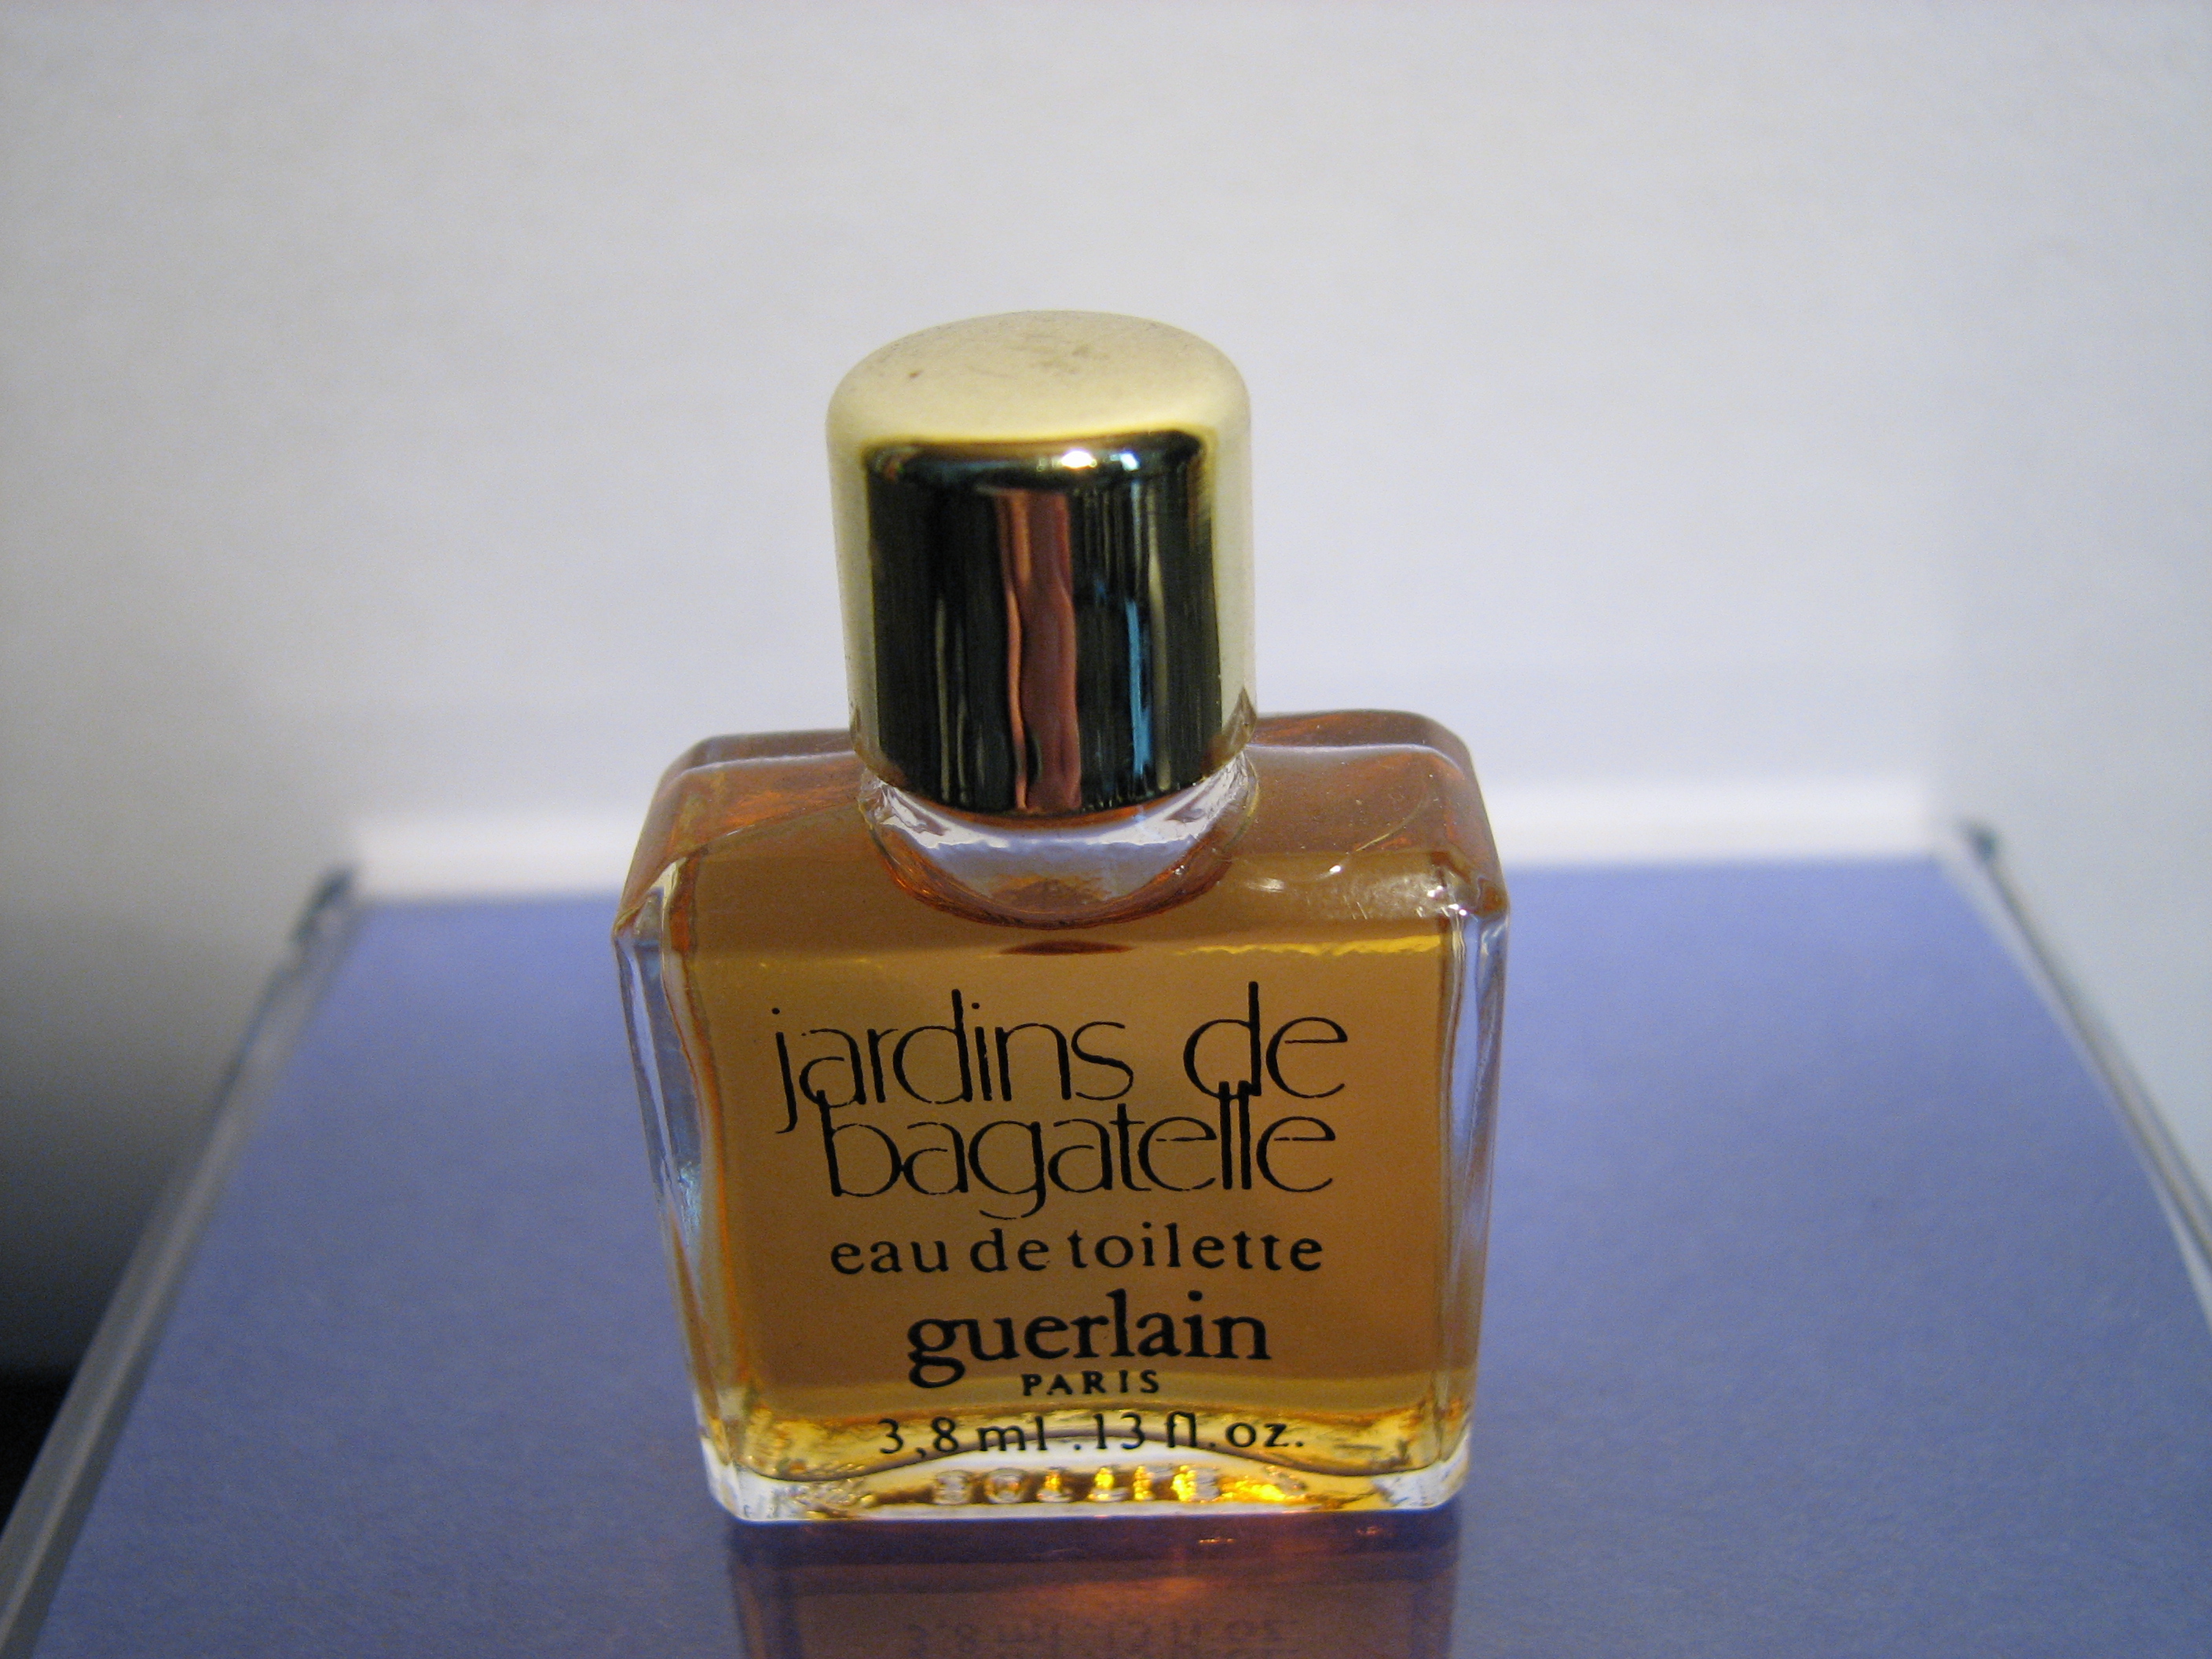 jardins de
bagatelle
eau de toilette
guerlain
PARIS
3,8 ml .13 fl.oz.